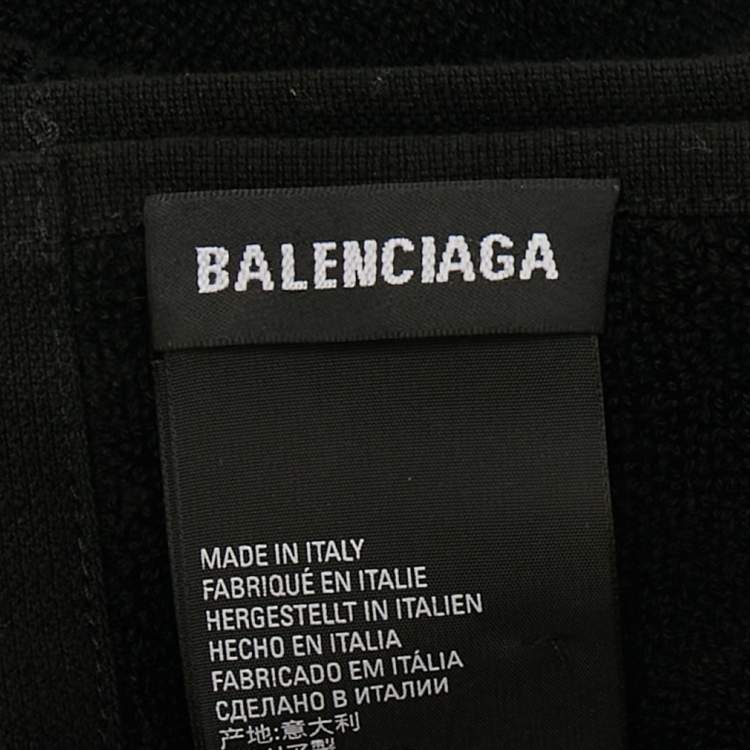 BALENCIAGA
MADE IN ITALY
FABRIQUÉ EN ITALIE
HERGESTELLT IN ITALIEN
HECHO EN ITALIA
FABRICADO EM ITÁLIA
СДЕЛАНО В ИТАЛИИ
产地:意大利